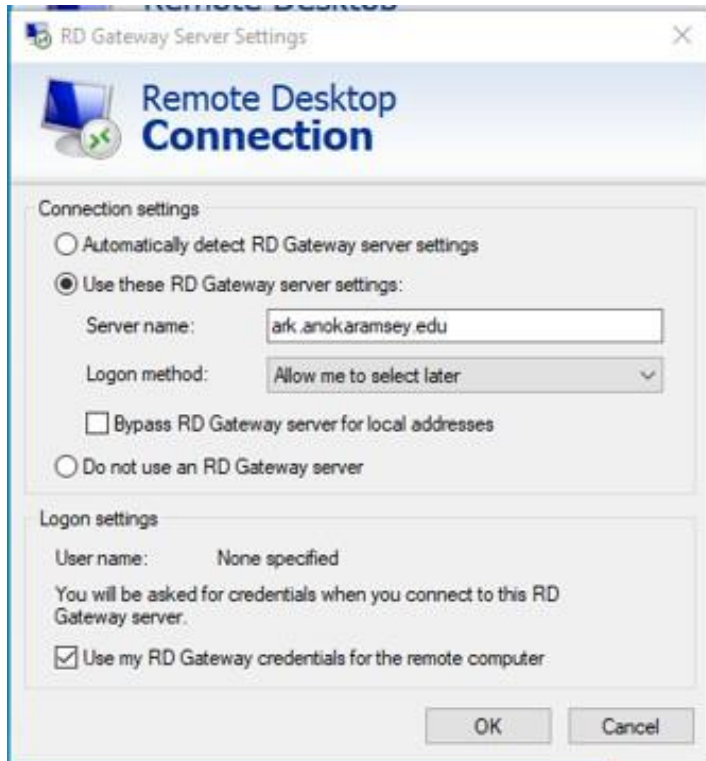 Remote Desktop
RD Gateway Server Settings
Remote Desktop
Connection
Connection settings
Automatically detect RD Gateway server settings
Use these RD Gateway server settings:
Server name: ark.anokaramsey.edu
Logon method: Allow me to select later
Bypass RD Gateway server for local addresses
Do not use an RD Gateway server
Logon settings
User name: None specified
You will be asked for credentials when you connect to this RD
Gateway server.
Use my RD Gateway credentials for the remote computer
OK Cancel